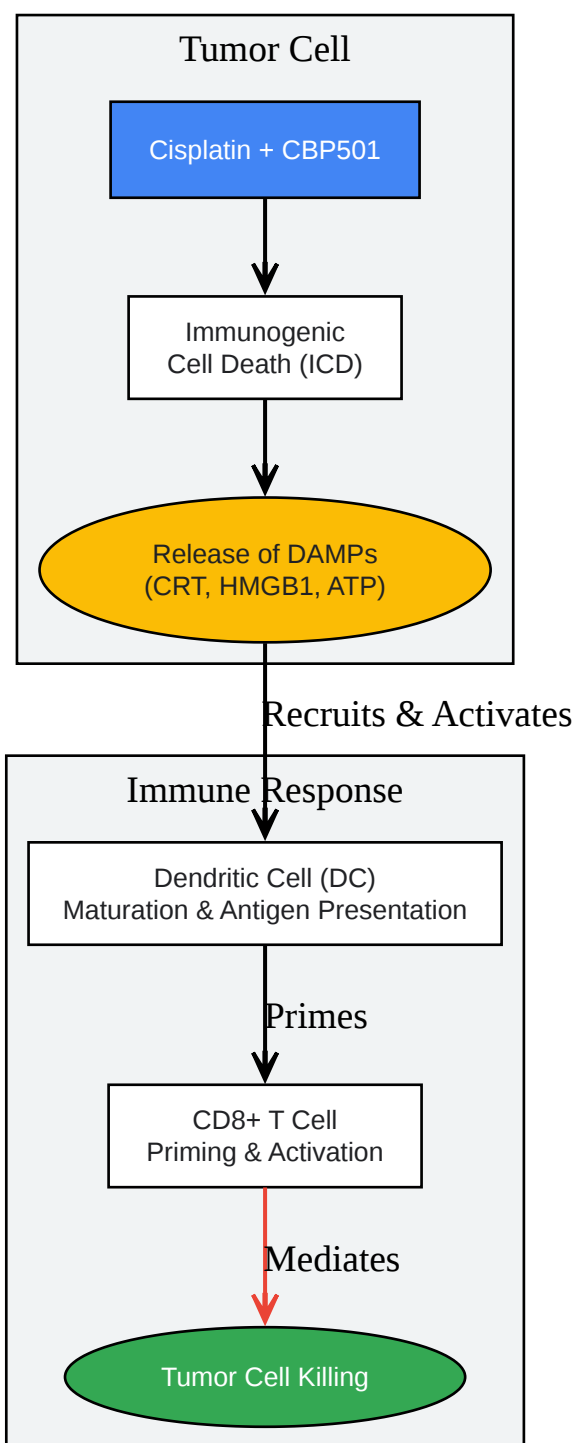 Tumor Cell
Cisplatin + CBP501
Immunogenic
Cell Death (ICD)
Release of DAMPs
(CRT, HMGB1, ATP)
Recruits & Activates
Immune Response
Dendritic Cell (DC)
Maturation & Antigen Presentation
Primes
CD8+ T Cell
Priming & Activation
Mediates
Tumor Cell Killing